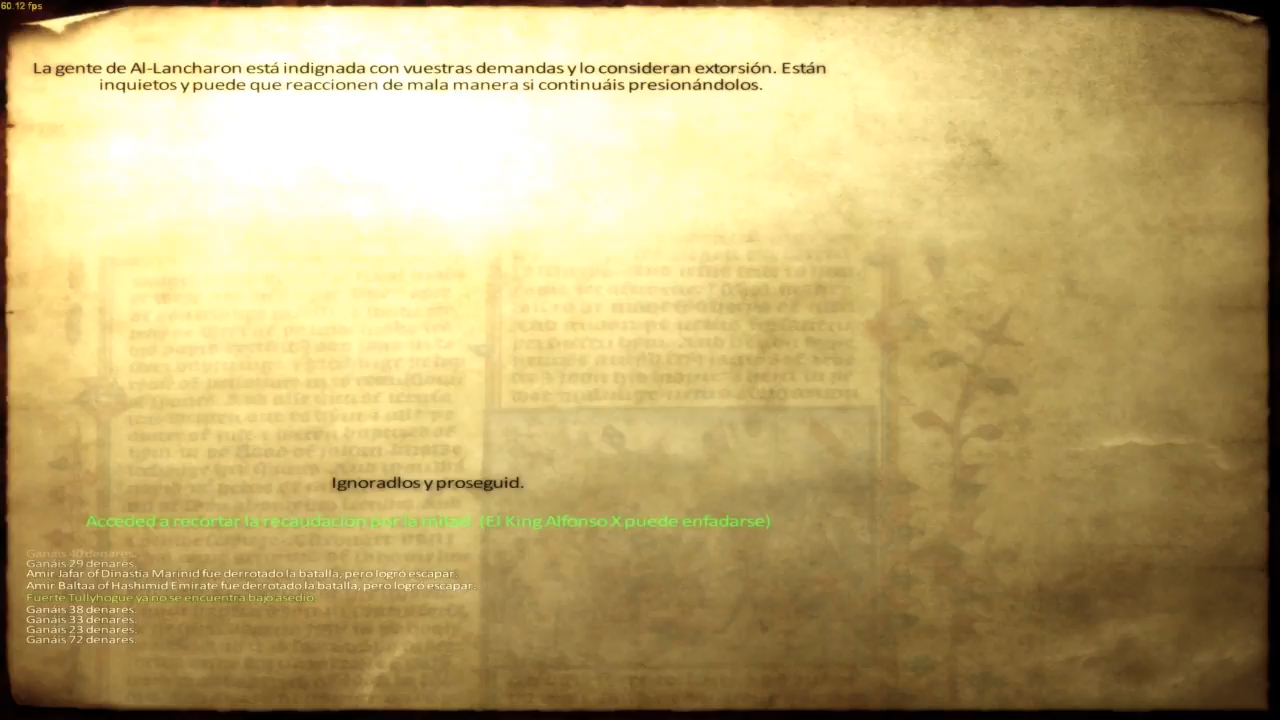 60.12 fps
La gente de Al-Lancharon está indignada con vuestras demandas y lo consideran extorsión. Están
inquietos y puede que reaccionen de mala manera si continuáis presionándolos.
Ignoradlos y proseguid.
Acceded a recortar la recaudación por la mitad. (El King Alfonso X puede enfadarse)
Ganáis 40 denares.
Ganáis 29 denares.
Amir Jafar of Dinastia Marinid fue derrotado la batalla, pero logró escapar.
Amir Baltaa of Hashimid Emirate fue derrotado la batalla, pero logró escapar.
Fuerte Tullyhogue ya no se encuentra bajo asedio.
Ganáis 38 denares.
Ganáis 33 denares.
Ganáis 23 denares.
Ganáis 72 denares.